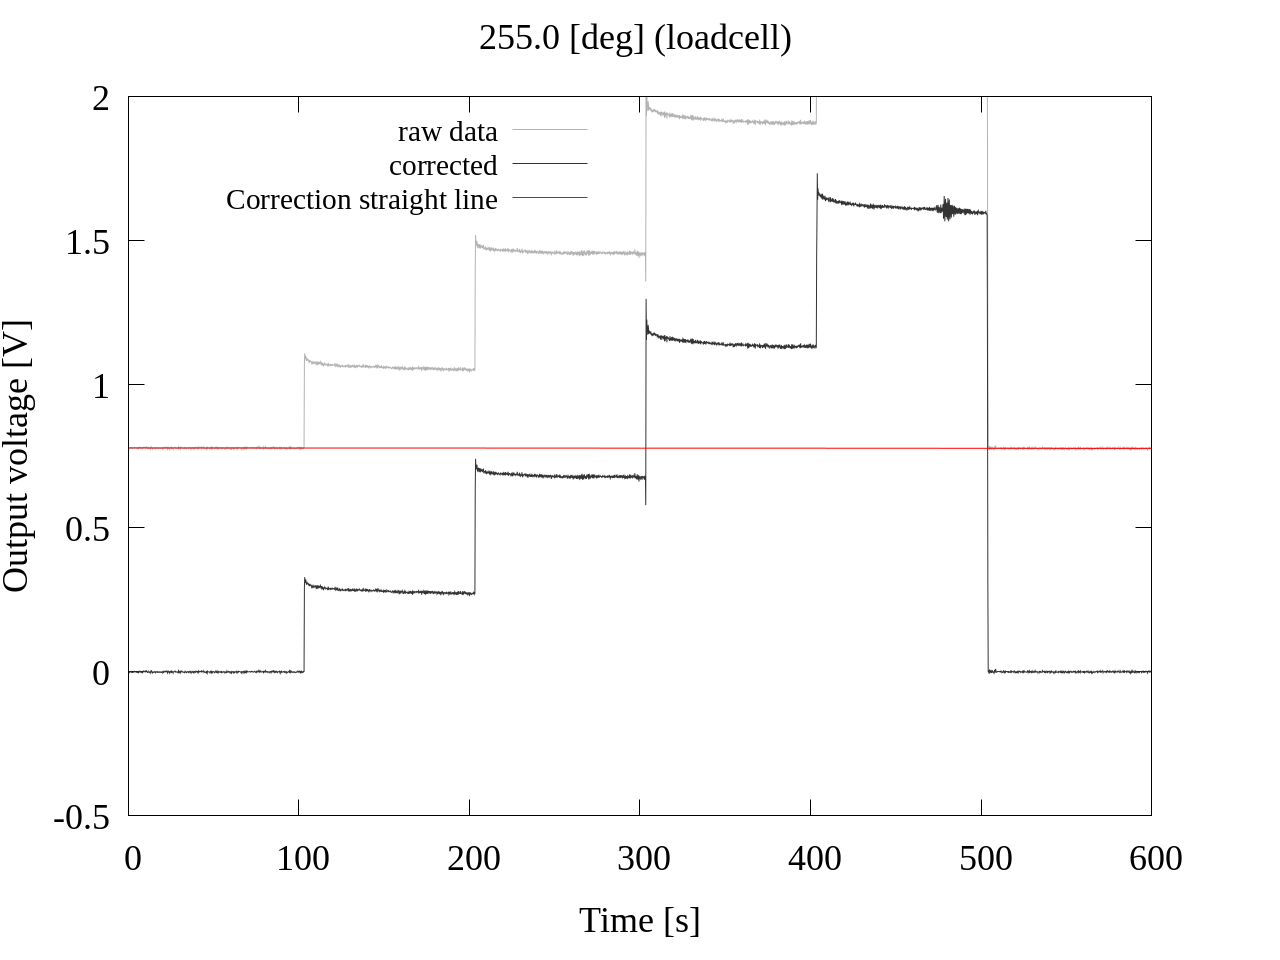 255.0 [deg] (loadcell)
2
raw data
corrected
Correction straight line
1.5
1
0.5
0
-0.5
Output voltage [V]
0 100 200 300 400 500 600
Time [s]